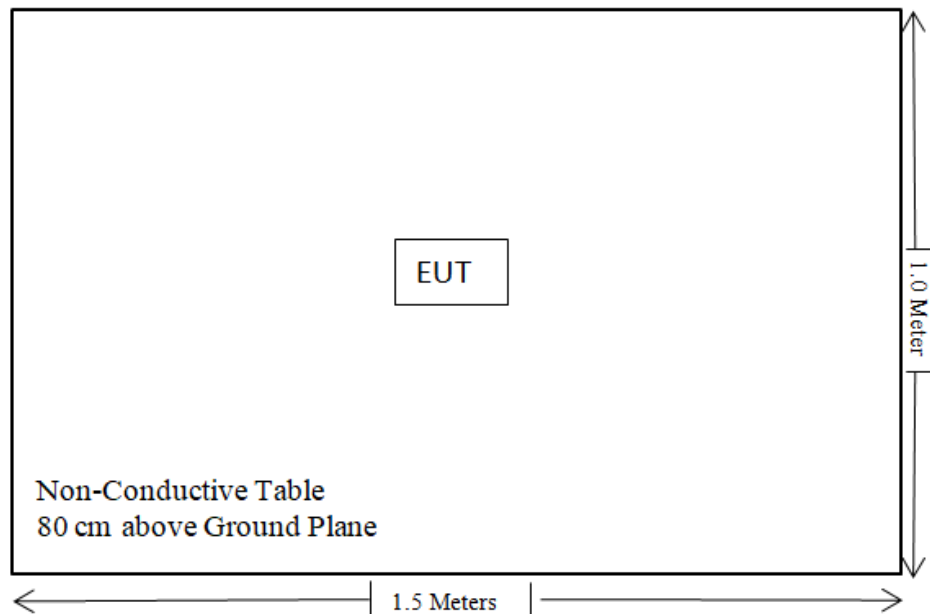 EUT
1.0 Meter
Non-Conductive Table
80 cm above Ground Plane
1.5 Meters